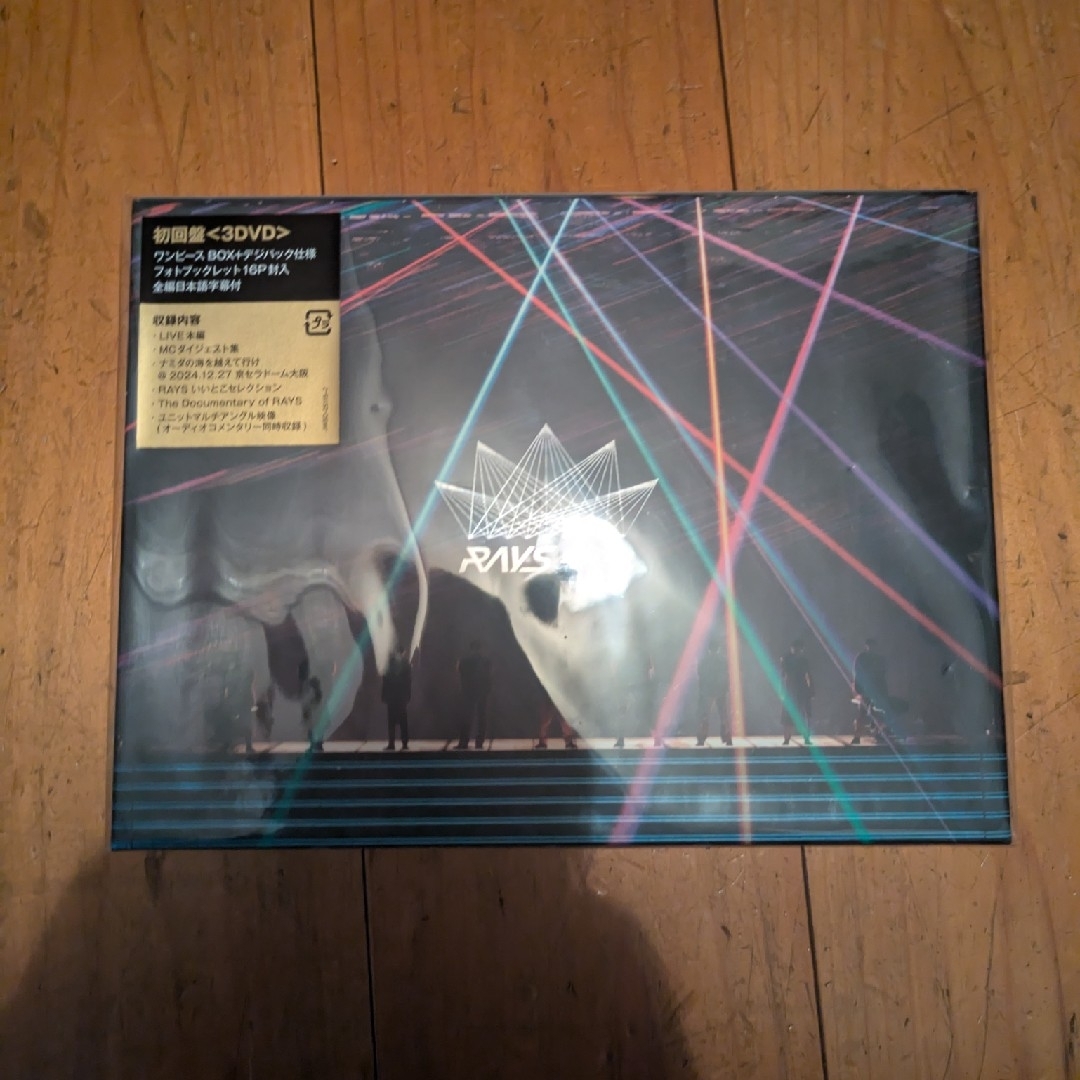 初回盤<3DVD>
ワンピース BOX+デジパック仕様
フォトブックレット16P封入
全編日本語字幕付
収録内容
・LIVE本編
・MCダイジェスト集
・ナミダの海を越えて行け
@ 2024.12.27 京セラドーム大阪
・RAYS いいとこセレクション
・The Documentary of RAYS
・ユニットマルチアングル映像
(オーディオコメンタリー同時収録)
RAYS